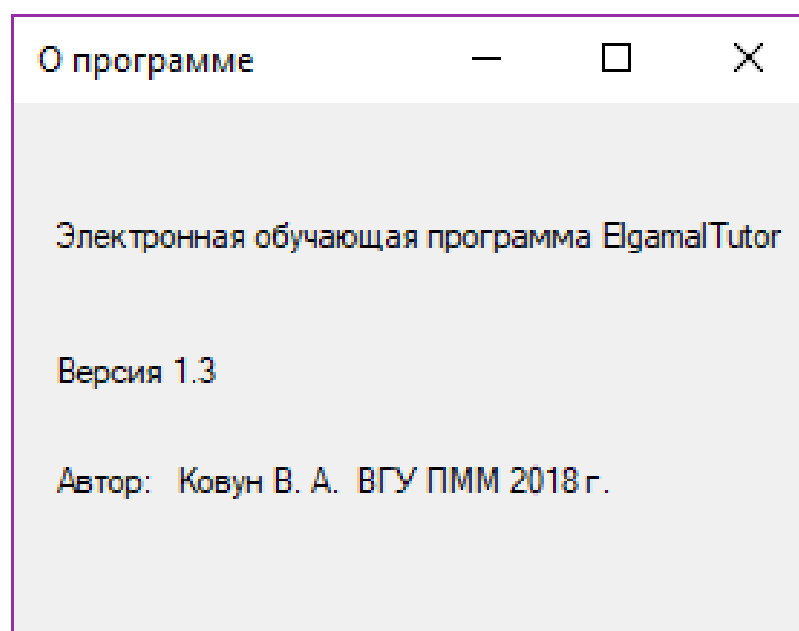 О программе
Электронная обучающая программа ElgamalTutor
Версия 1.3
Автор: Ковун В. А. ВГУ ПММ 2018 г.